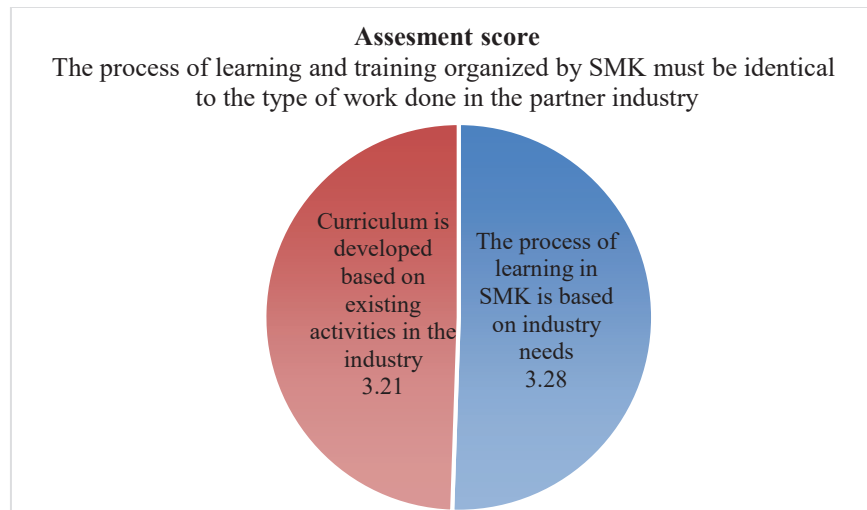 Assesment score
The process of learning and training organized by SMK must be identical
to the type of work done in the partner industry
Curriculum is
developed
based on
existing
activities in the
industry
3.21
The process of
learning in
SMK is based
on industry
needs
3.28